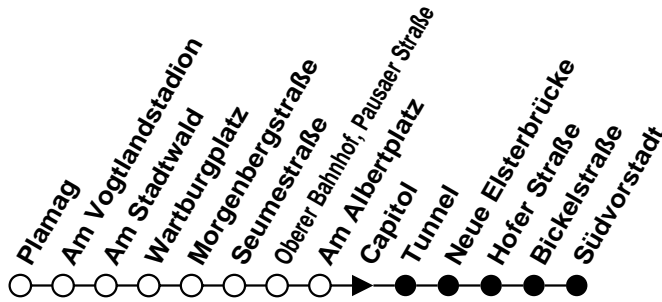 Plamag
Am Vogtlandstadion
Am Stadtwald
Wartburgplatz
Morgenbergstraße
Seumestraße
Oberer Bahnhof, Pausaer Straße
Am Albertplatz
Capitol
Tunnel
Neue Elsterbrücke
Hofer Straße
Bickelstraße
Südvorstadt